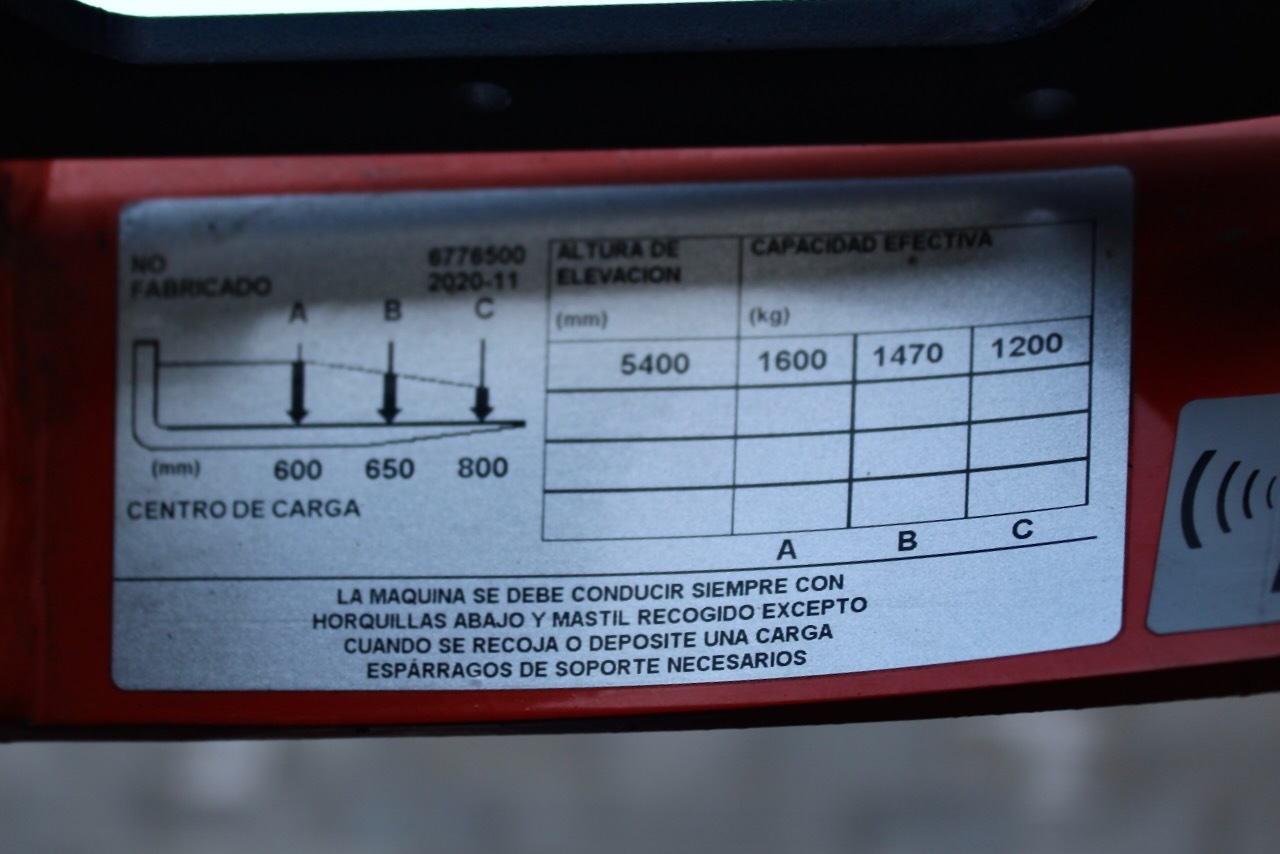 NO 6776500
FABRICADO 2020-11
A B C
(mm) 600 650 800
CENTRO DE CARGA
ALTURA DE ELEVACION (mm)
CAPACIDAD EFECTIVA (kg)
5400 1600 1470 1200
A B C
LA MAQUINA SE DEBE CONDUCIR SIEMPRE CON
HORQUILLAS ABAJO Y MASTIL RECOGIDO EXCEPTO
CUANDO SE RECOJA O DEPOSITE UNA CARGA
ESPÁRRAGOS DE SOPORTE NECESARIOS